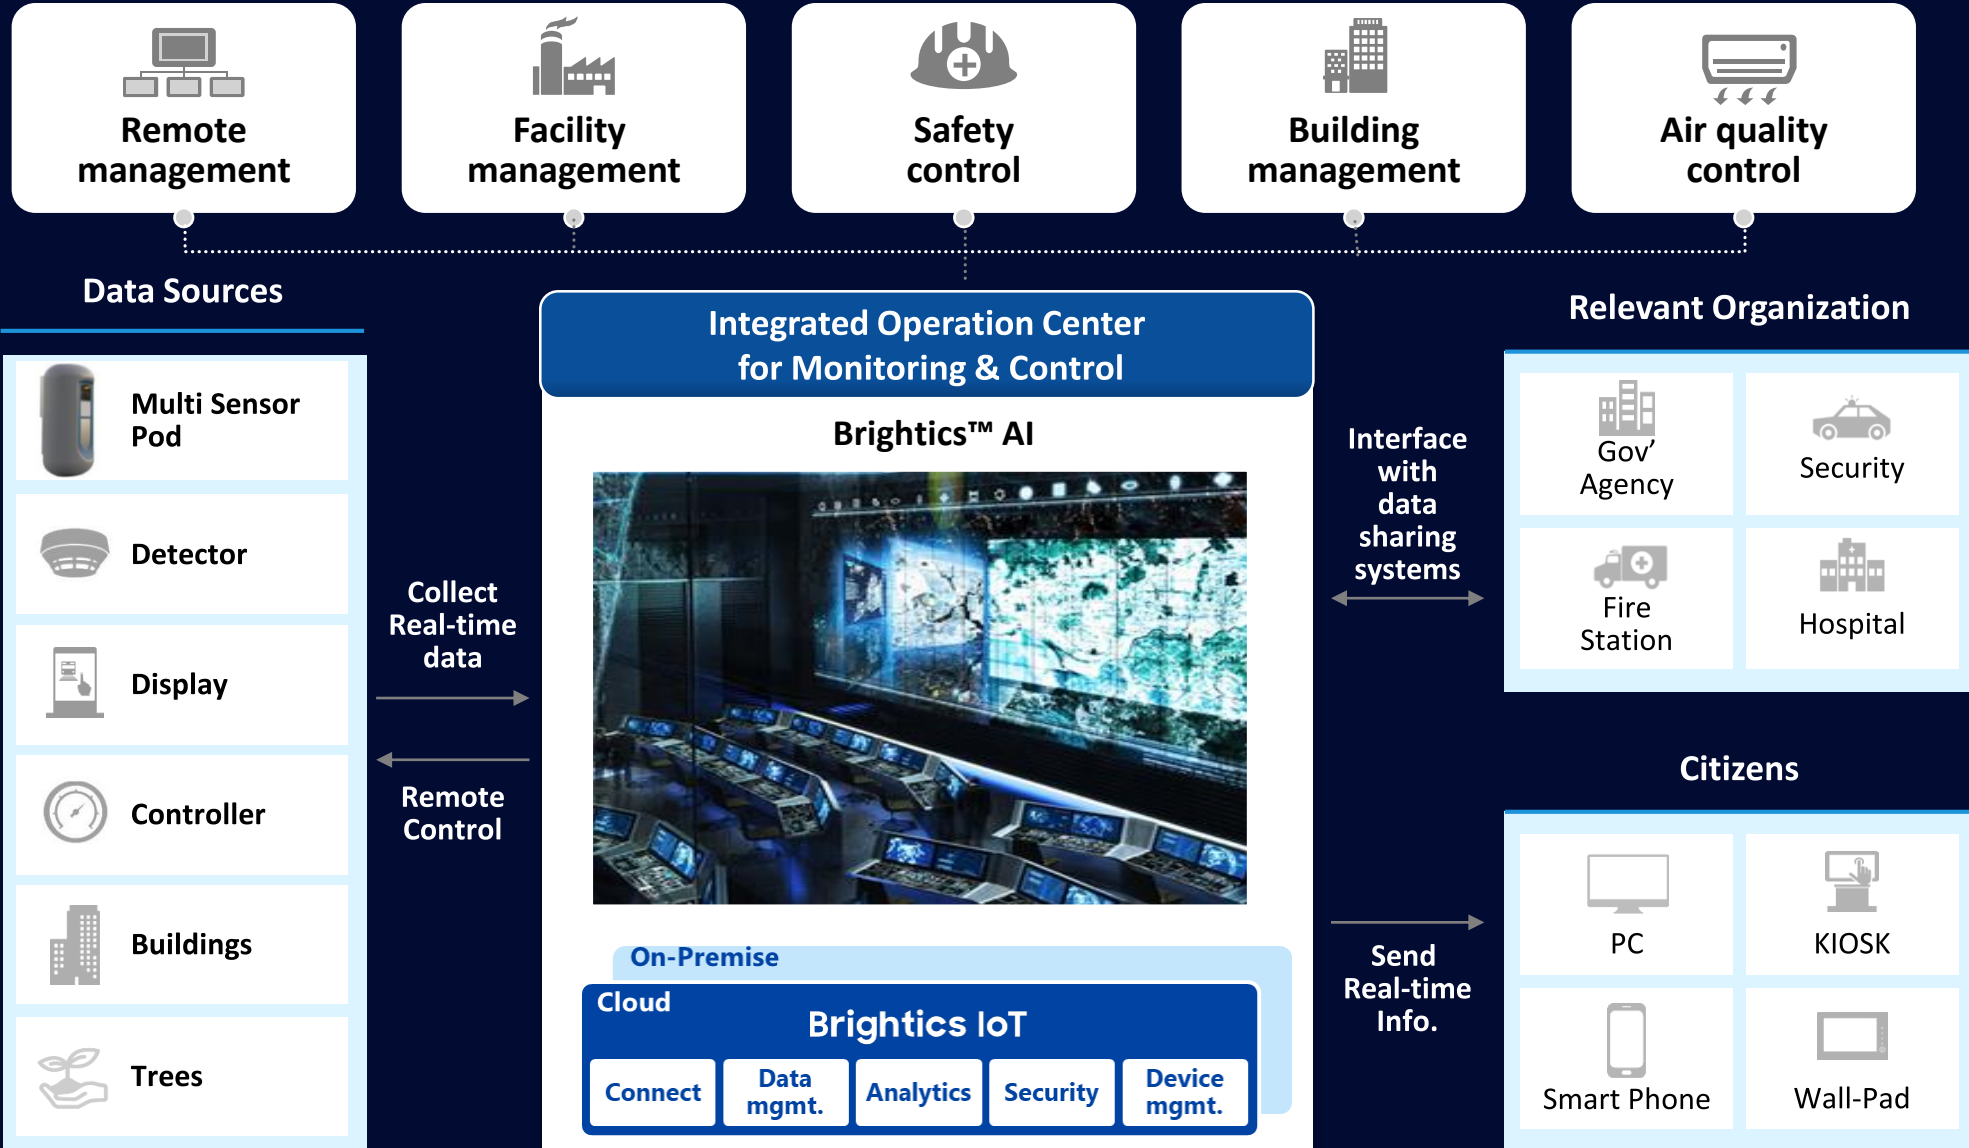 Remote
management
Facility
management
Safety
control
Building
management
Air quality
control
Data Sources
Multi Sensor
Pod
Detector
Display
Controller
Buildings
Trees
Collect
Real-time
data
Remote
Control
Integrated Operation Center
for Monitoring & Control
Brightics™ AI
On-Premise
Cloud
Brightics IoT
Connect
Data
mgmt.
Analytics
Security
Device
mgmt.
Interface
with
data
sharing
systems
Send
Real-time
Info.
Relevant Organization
Gov’
Agency
Security
Fire
Station
Hospital
Citizens
PC
KIOSK
Smart Phone
Wall-Pad